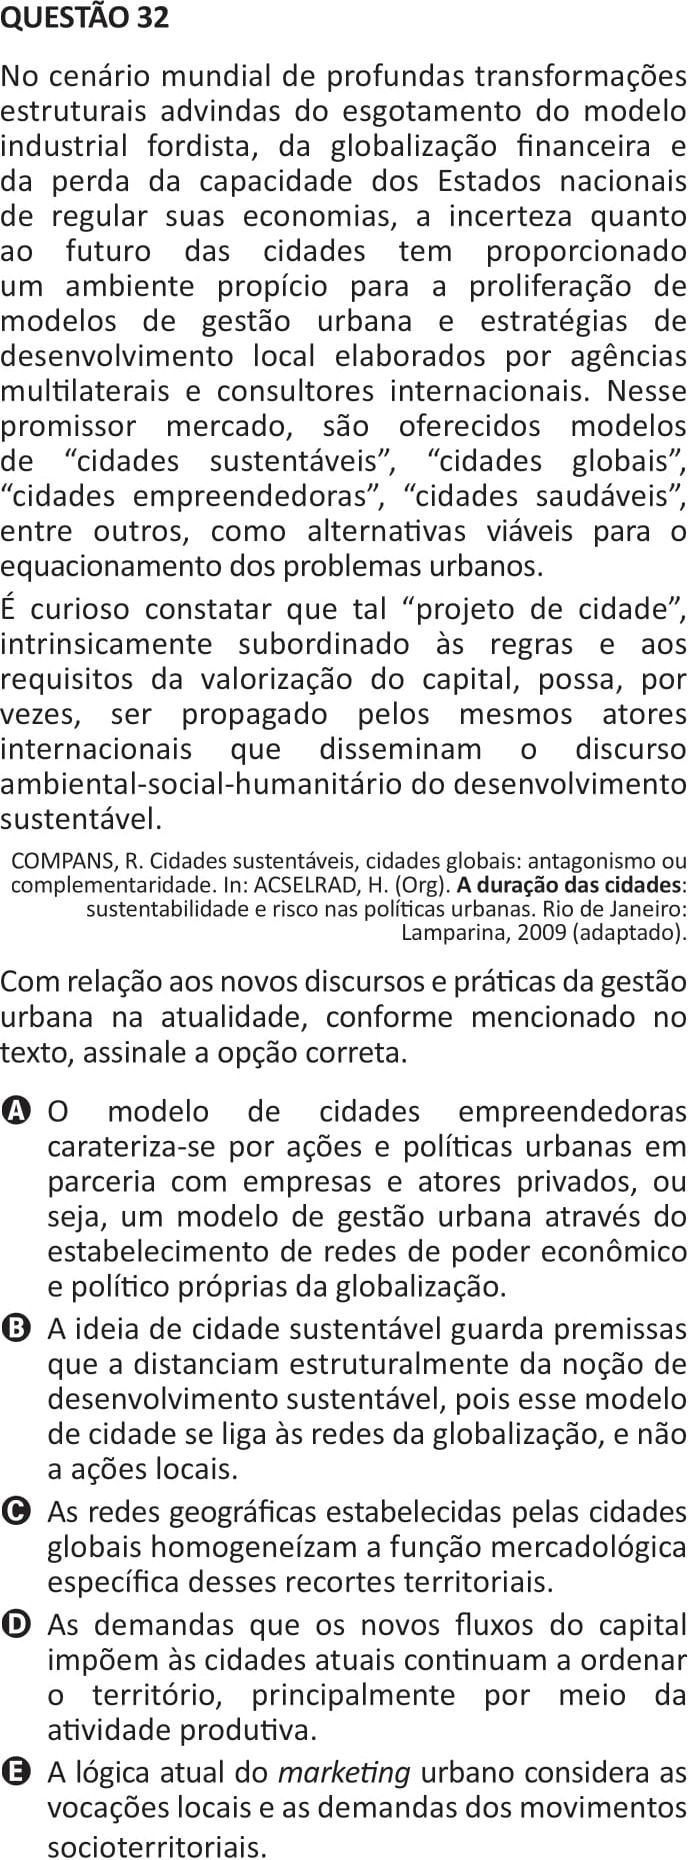 QUESTÃO 32
No cenário mundial de profundas transformações
estruturais advindas do esgotamento do modelo
industrial fordista, da globalização financeira e
da perda da capacidade dos Estados nacionais
de regular suas economias, a incerteza quanto
ao futuro das cidades tem proporcionado
um ambiente propício para a proliferação de
modelos de gestão urbana e estratégias de
desenvolvimento local elaborados por agências
multilaterais e consultores internacionais. Nesse
promissor mercado, são oferecidos modelos
de “cidades sustentáveis”, “cidades globais”,
“cidades empreendedoras”, “cidades saudáveis”,
entre outros, como alternativas viáveis para o
equacionamento dos problemas urbanos.
É curioso constatar que tal “projeto de cidade”,
intrinsicamente subordinado às regras e aos
requisitos da valorização do capital, possa, por
vezes, ser propagado pelos mesmos atores
internacionais que disseminam o discurso
ambiental-social-humanitário do desenvolvimento
sustentável.
COMPANS, R. Cidades sustentáveis, cidades globais: antagonismo ou
complementaridade. In: ACSELRAD, H. (Org). A duração das cidades:
sustentabilidade e risco nas políticas urbanas. Rio de Janeiro:
Lamparina, 2009 (adaptado).
Com relação aos novos discursos e práticas da gestão
urbana na atualidade, conforme mencionado no
texto, assinale a opção correta.
A O modelo de cidades empreendedoras
carateriza-se por ações e políticas urbanas em
parceria com empresas e atores privados, ou
seja, um modelo de gestão urbana através do
estabelecimento de redes de poder econômico
e político próprias da globalização.
B A ideia de cidade sustentável guarda premissas
que a distanciam estruturalmente da noção de
desenvolvimento sustentável, pois esse modelo
de cidade se liga às redes da globalização, e não
a ações locais.
C As redes geográficas estabelecidas pelas cidades
globais homogeneízam a função mercadológica
específica desses recortes territoriais.
D As demandas que os novos fluxos do capital
impõem às cidades atuais continuam a ordenar
o território, principalmente por meio da
atividade produtiva.
E A lógica atual do marketing urbano considera as
vocações locais e as demandas dos movimentos
socioterritoriais.